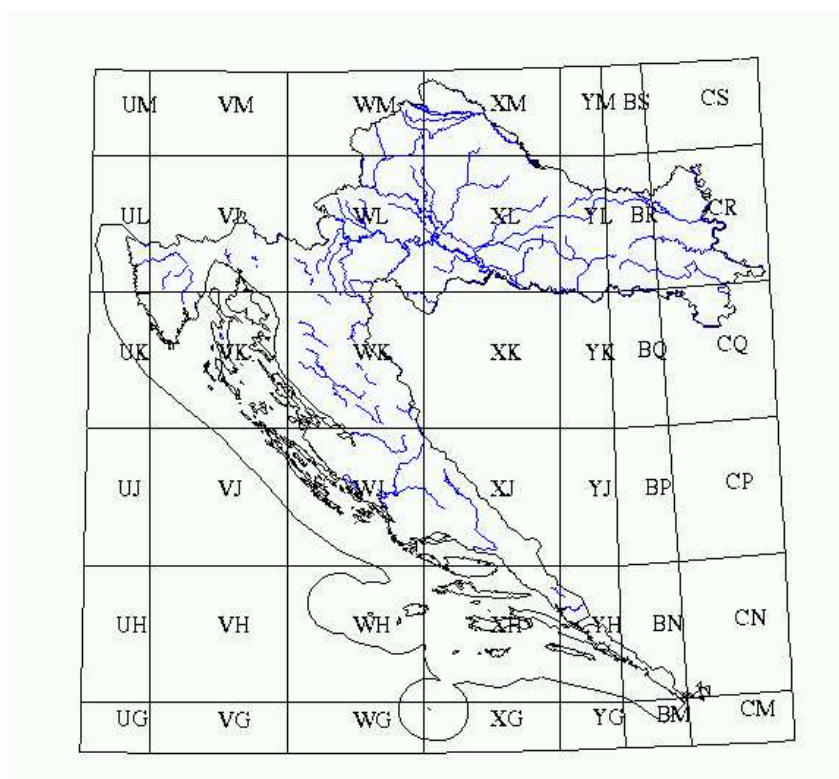 UM VM WM XM YM BS CS
UL VL WL XL YL BR CR
UK VK WK XK YK BQ CQ
UJ VJ WJ XJ YJ BP CP
UH VH WH XH YH BN CN
UG VG WG XG YG BM CM